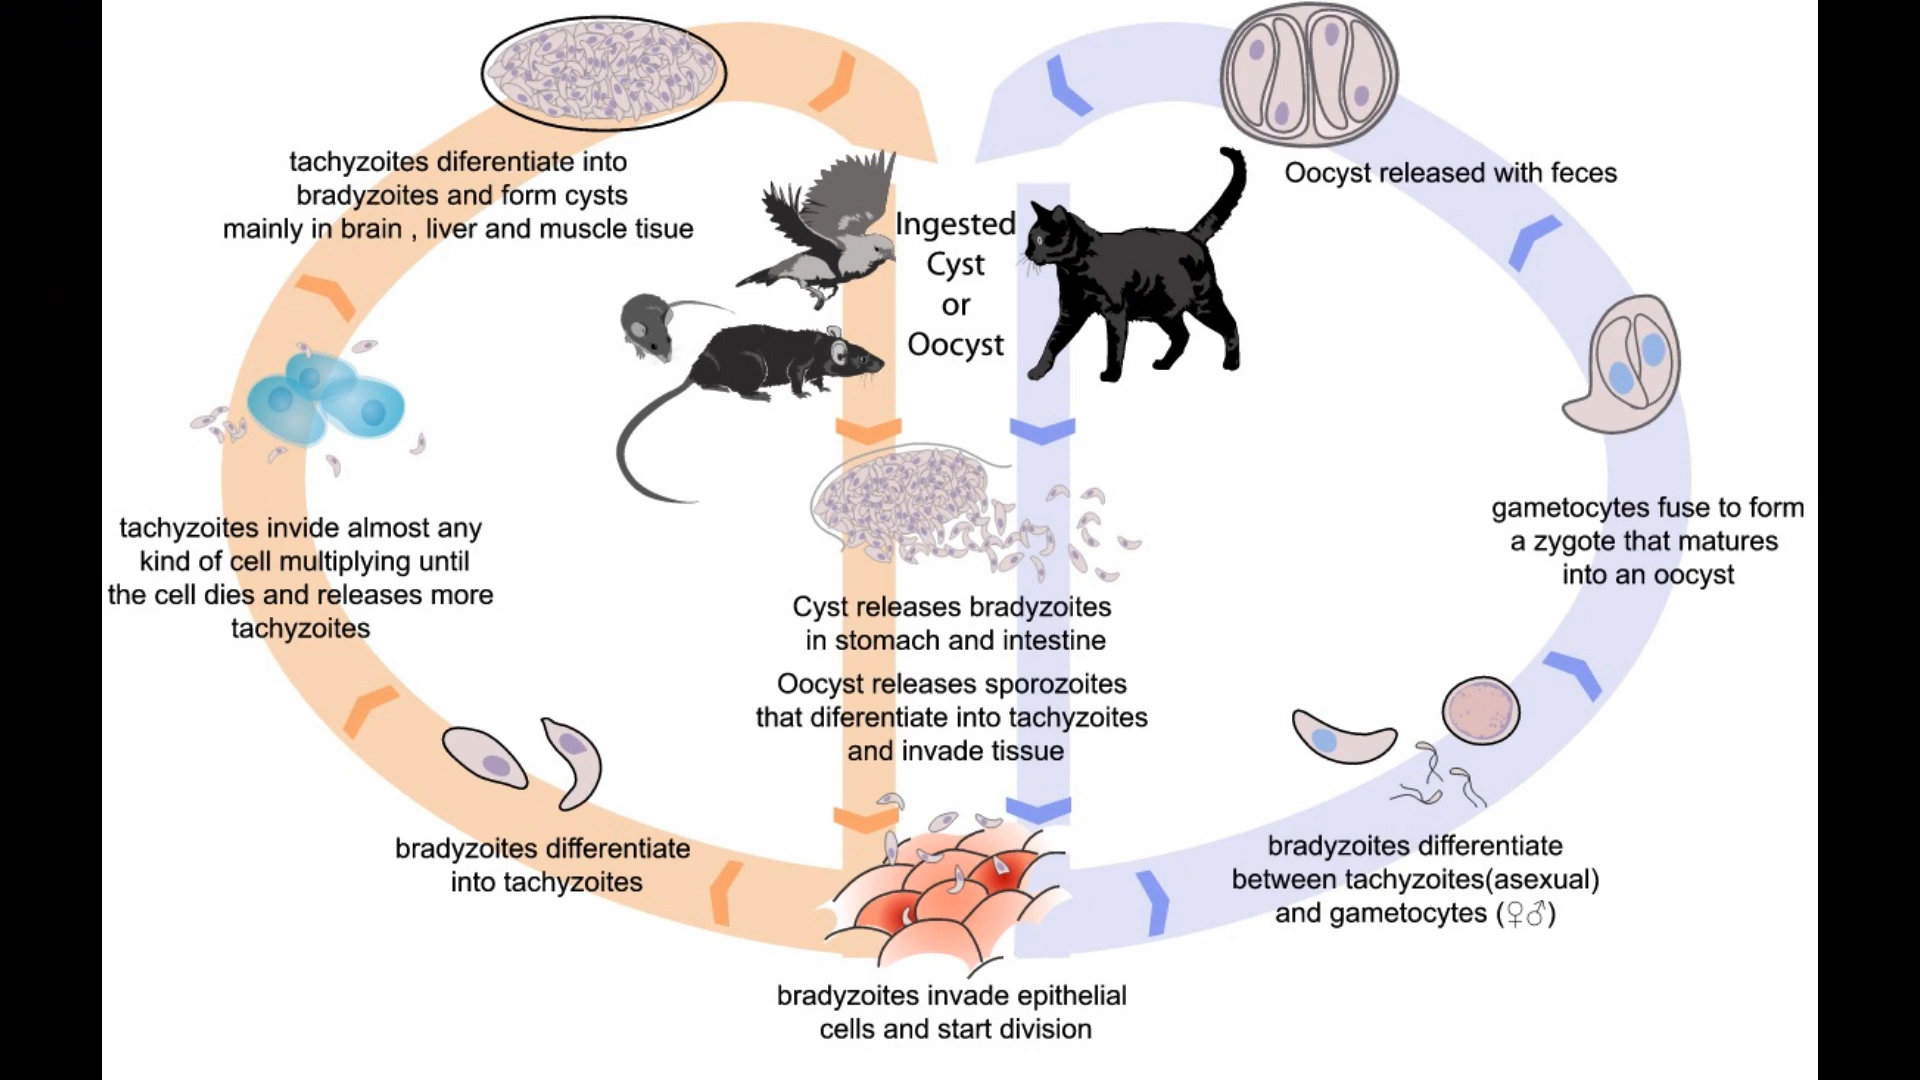 tachyzoites diferentiate into
bradyzoites and form cysts
mainly in brain , liver and muscle tisue
Oocyst released with feces
Ingested
Cyst
or
Oocyst
tachyzoites invide almost any
kind of cell multiplying until
the cell dies and releases more
tachyzoites
gametocytes fuse to form
a zygote that matures
into an oocyst
Cyst releases bradyzoites
in stomach and intestine
Oocyst releases sporozoites
that diferentiate into tachyzoites
and invade tissue
bradyzoites differentiate
into tachyzoites
bradyzoites differentiate
between tachyzoites(asexual)
and gametocytes (♀♂)
bradyzoites invade epithelial
cells and start division